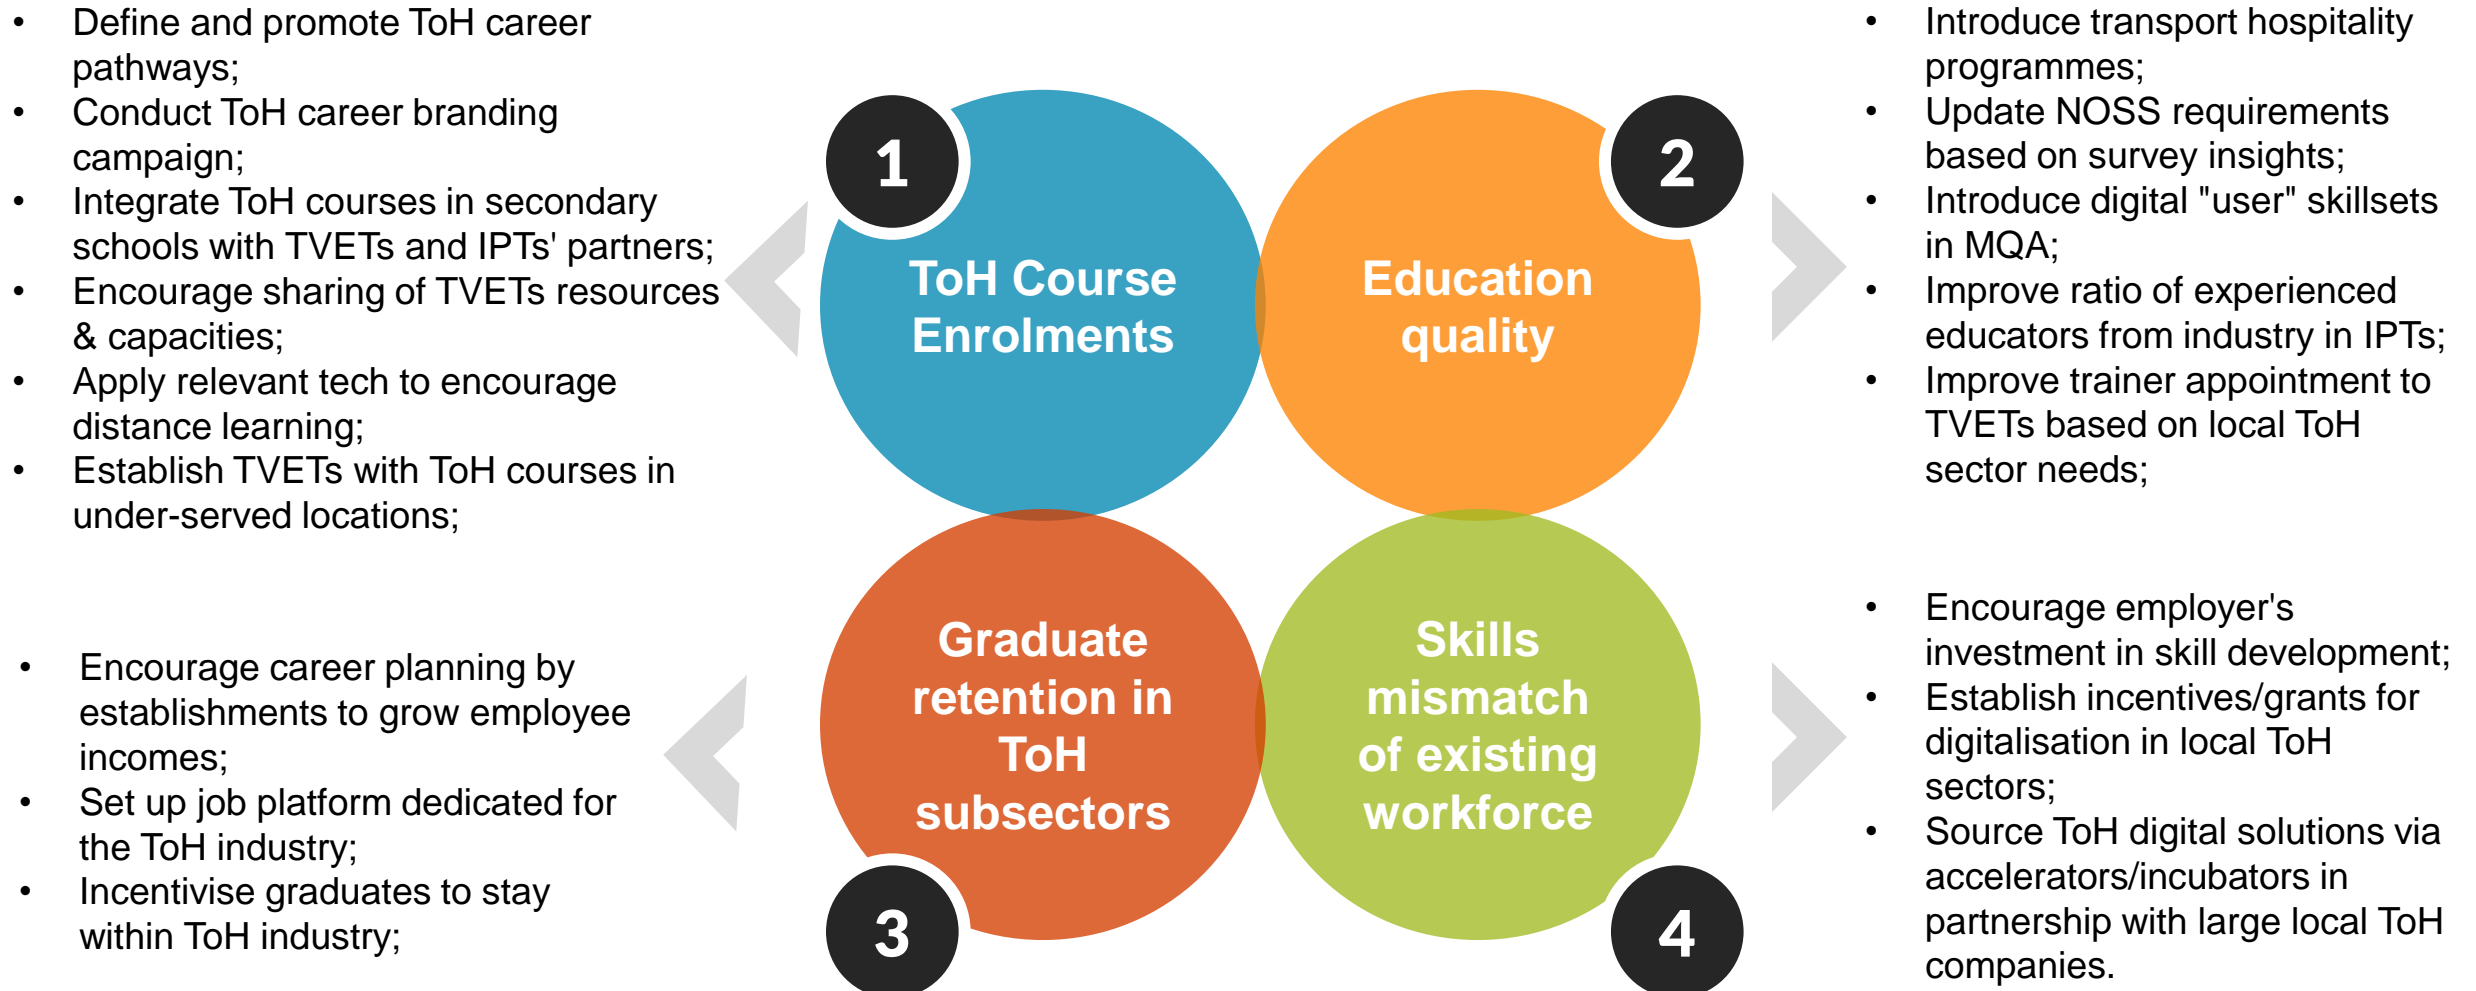 • Define and promote ToH career
pathways;
• Conduct ToH career branding
campaign;
• Integrate ToH courses in secondary
schools with TVETs and IPTs' partners;
• Encourage sharing of TVETs resources
& capacities;
• Apply relevant tech to encourage
distance learning;
• Establish TVETs with ToH courses in
under-served locations;
1
ToH Course
Enrolments
2
Education
quality
• Introduce transport hospitality
programmes;
• Update NOSS requirements
based on survey insights;
• Introduce digital "user" skillsets
in MQA;
• Improve ratio of experienced
educators from industry in IPTs;
• Improve trainer appointment to
TVETs based on local ToH
sector needs;
• Encourage career planning by
establishments to grow employee
incomes;
• Set up job platform dedicated for
the ToH industry;
• Incentivise graduates to stay
within ToH industry;
Graduate
retention in
ToH
subsectors
3
Skills
mismatch
of existing
workforce
4
• Encourage employer's
investment in skill development;
• Establish incentives/grants for
digitalisation in local ToH
sectors;
• Source ToH digital solutions via
accelerators/incubators in
partnership with large local ToH
companies.